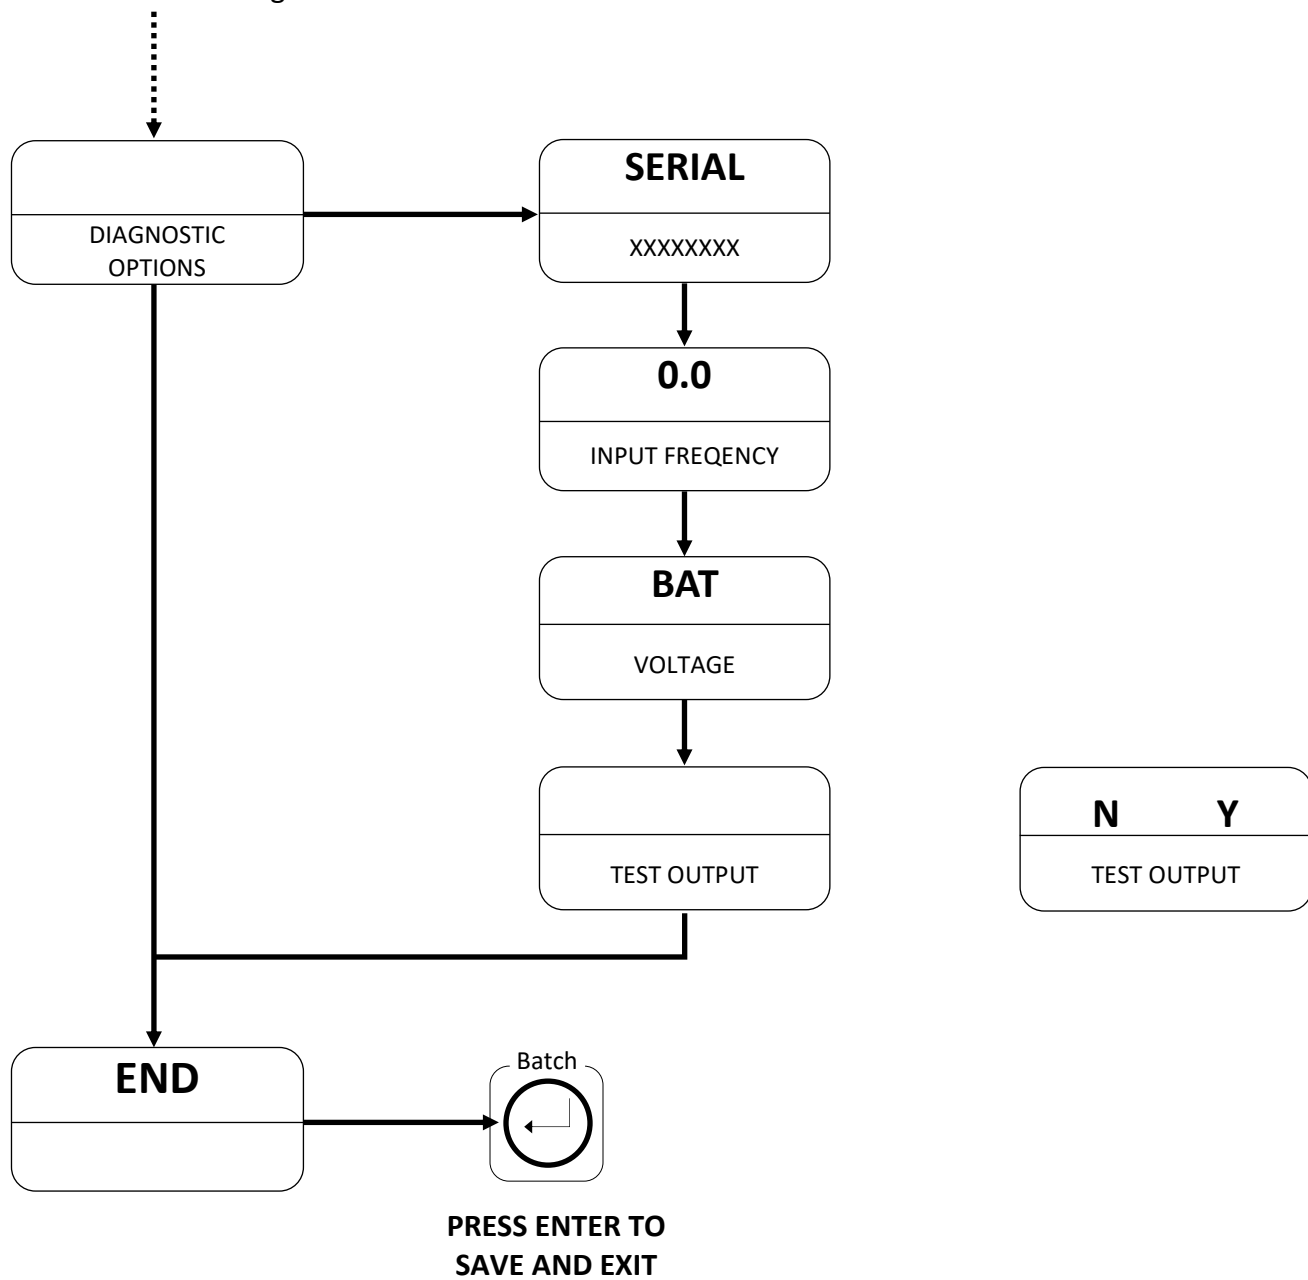 DIAGNOSTIC
OPTIONS
SERIAL
XXXXXXXX
0.0
INPUT FREQENCY
BAT
VOLTAGE
TEST OUTPUT
N Y
TEST OUTPUT
END
Batch
PRESS ENTER TO
SAVE AND EXIT